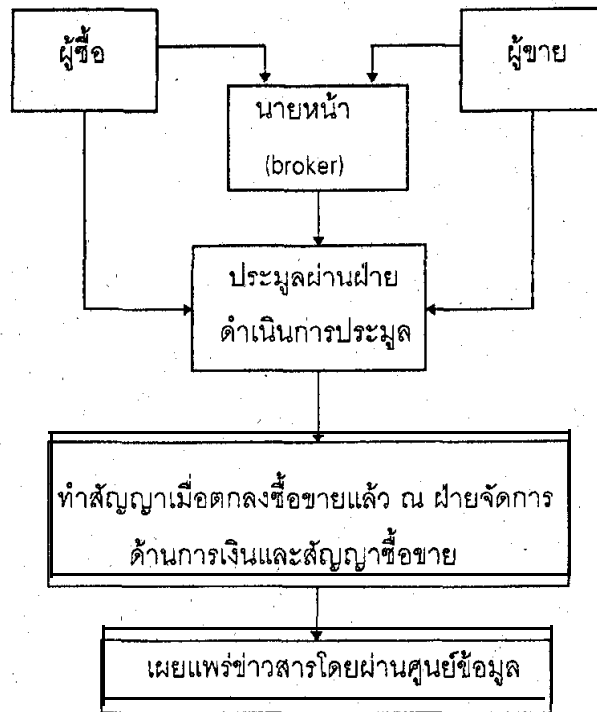 ผู้ซื้อ
ผู้ขาย
นายหน้า
(broker)
ประมูลผ่านฝ่าย
ดำเนินการประมูล
ทำสัญญาเมื่อตกลงซื้อขายแล้ว ณ ฝ่ายจัดการ
ด้านการเงินและสัญญาซื้อขาย
เผยแพร่ข่าวสารโดยผ่านศูนย์ข้อมูล